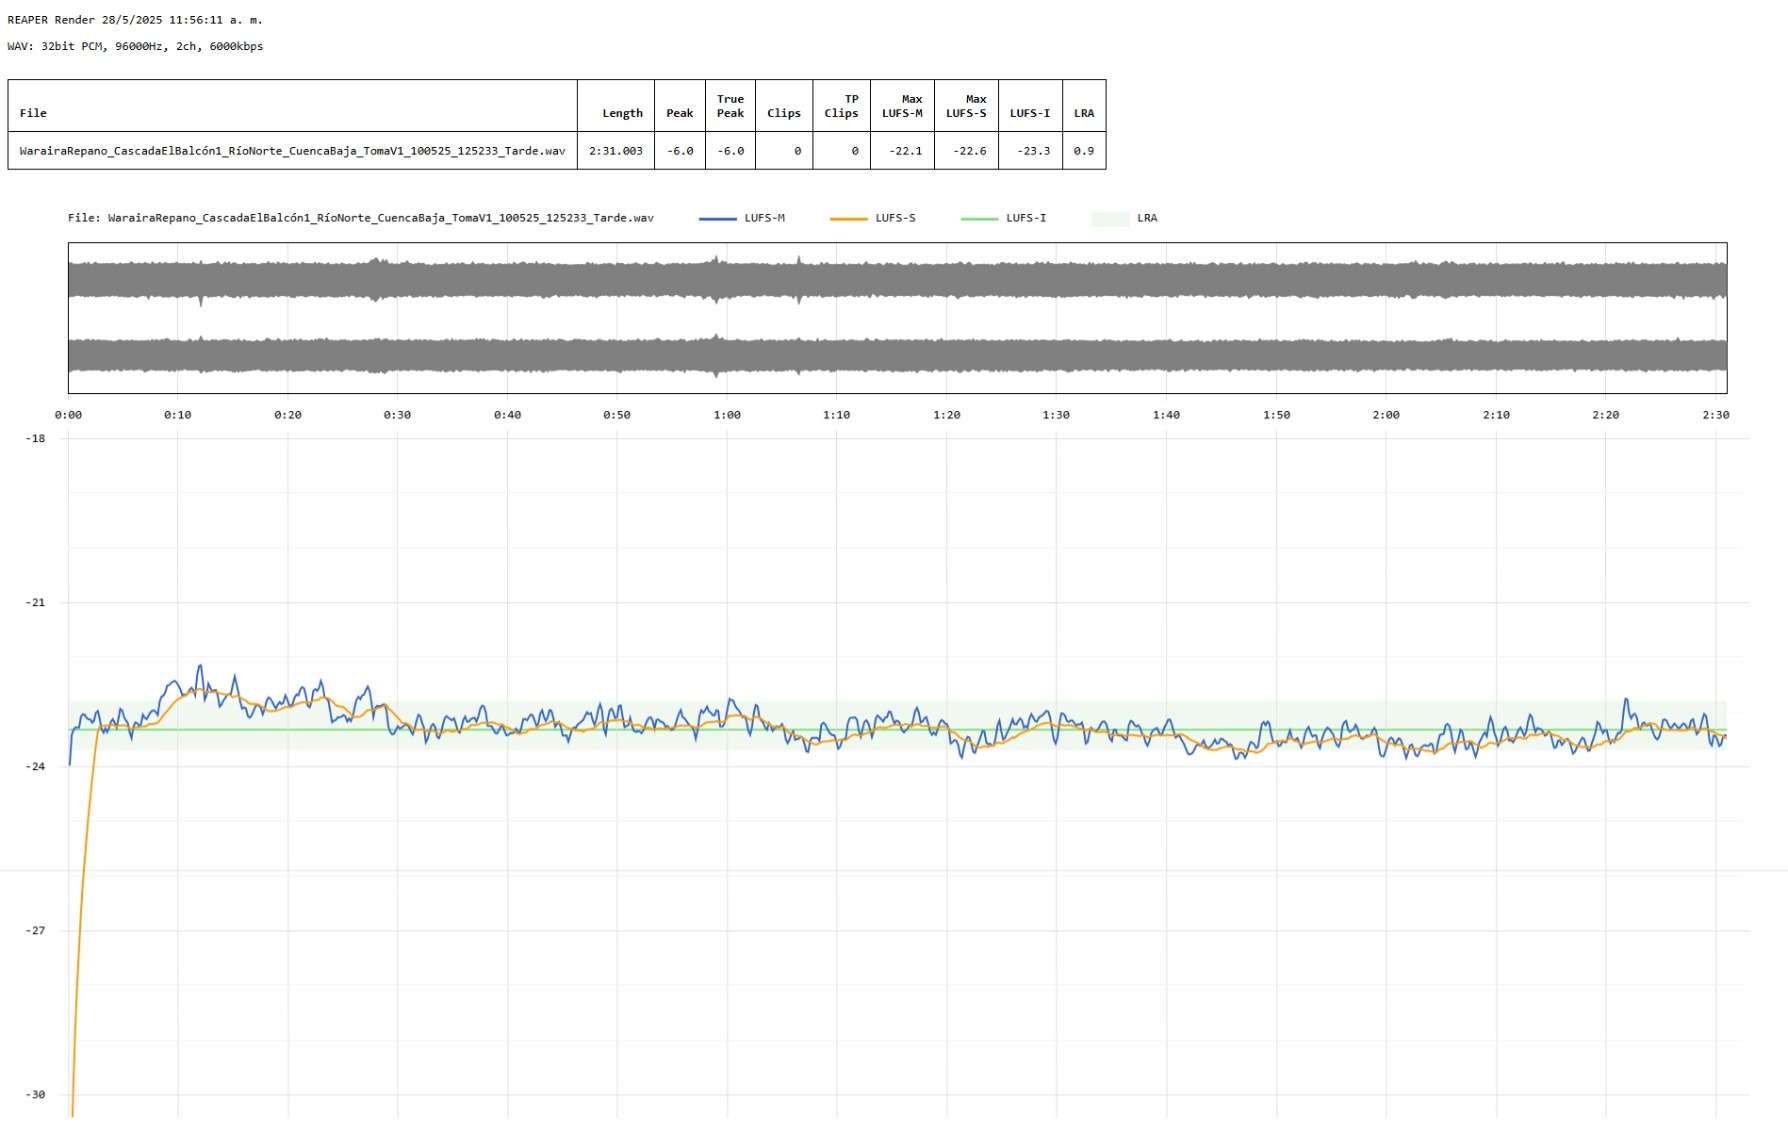 REAPER Render 28/5/2025 11:56:11 a. m.
WAV: 32bit PCM, 96000Hz, 2ch, 6000kbps
File Length Peak True Peak Clips TP Clips Max LUFS-M Max LUFS-S LUFS-I LRA
WarairaRepano_CascadaElBalcón1_RíoNorte_CuencaBaja_TomaV1_100525_125233_Tarde.wav 2:31.003 -6.0 -6.0 0 0 -22.1 -22.6 -23.3 0.9
File: WarairaRepano_CascadaElBalcón1_RíoNorte_CuencaBaja_TomaV1_100525_125233_Tarde.wav LUFS-M LUFS-S LUFS-I LRA
0:00 0:10 0:20 0:30 0:40 0:50 1:00 1:10 1:20 1:30 1:40 1:50 2:00 2:10 2:20 2:30
-18
-21
-24
-27
-30